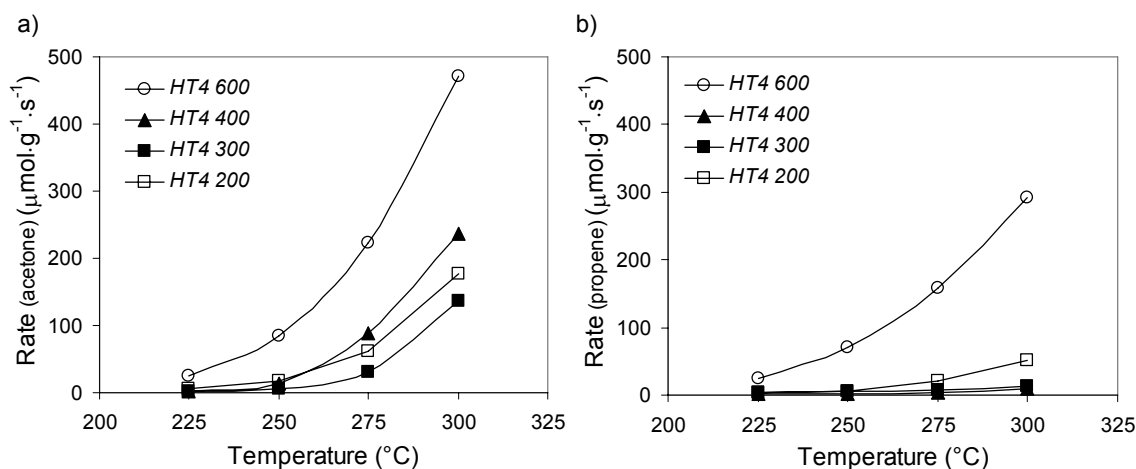 a)
Rate (acetone) (μmol·g⁻¹·s⁻¹)
500
400
300
200
100
0
HT4 600
HT4 400
HT4 300
HT4 200
200 225 250 275 300 325
Temperature (°C)
b)
Rate (propene) (μmol·g⁻¹·s⁻¹)
500
400
300
200
100
0
HT4 600
HT4 400
HT4 300
HT4 200
200 225 250 275 300 325
Temperature (°C)